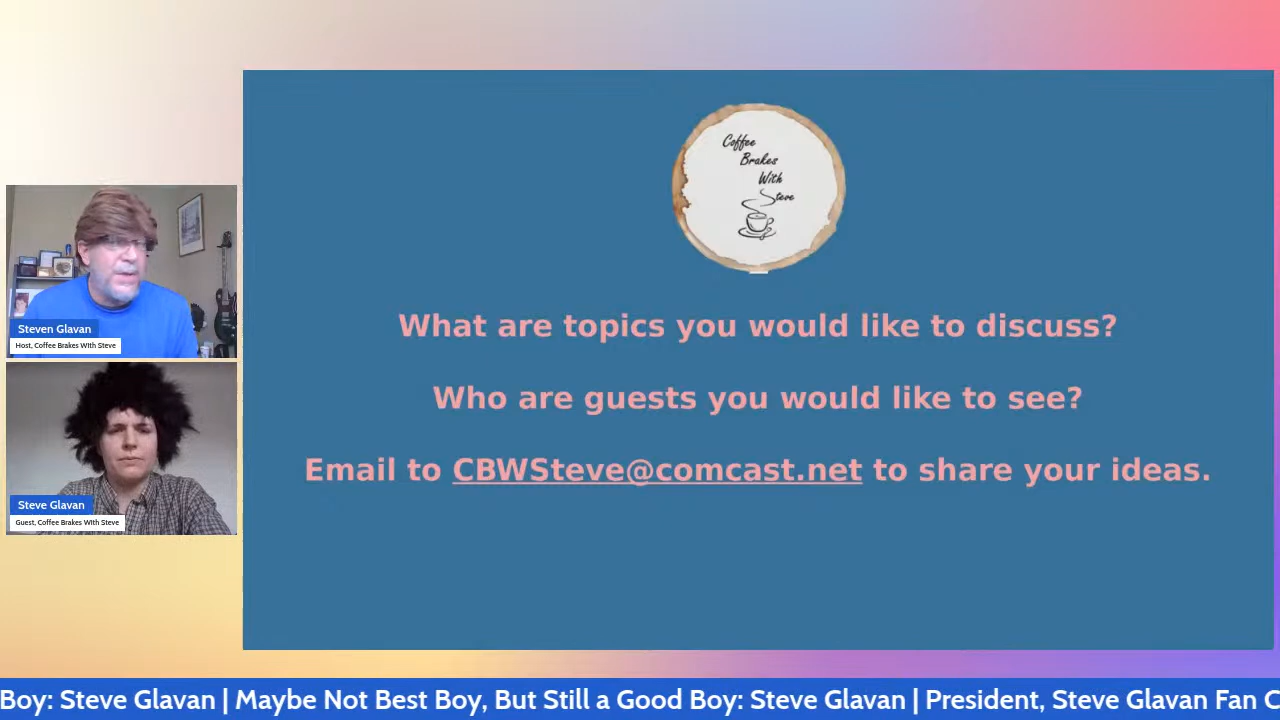 Coffee
Brakes
With
Steve
What are topics you would like to discuss?
Who are guests you would like to see?
Email to CBWSteve@comcast.net to share your ideas.
Steven Glavan
Host, Coffee Brakes With Steve
Steve Glavan
Guest, Coffee Brakes With Steve
Boy: Steve Glavan | Maybe Not Best Boy, But Still a Good Boy: Steve Glavan | President, Steve Glavan Fan C